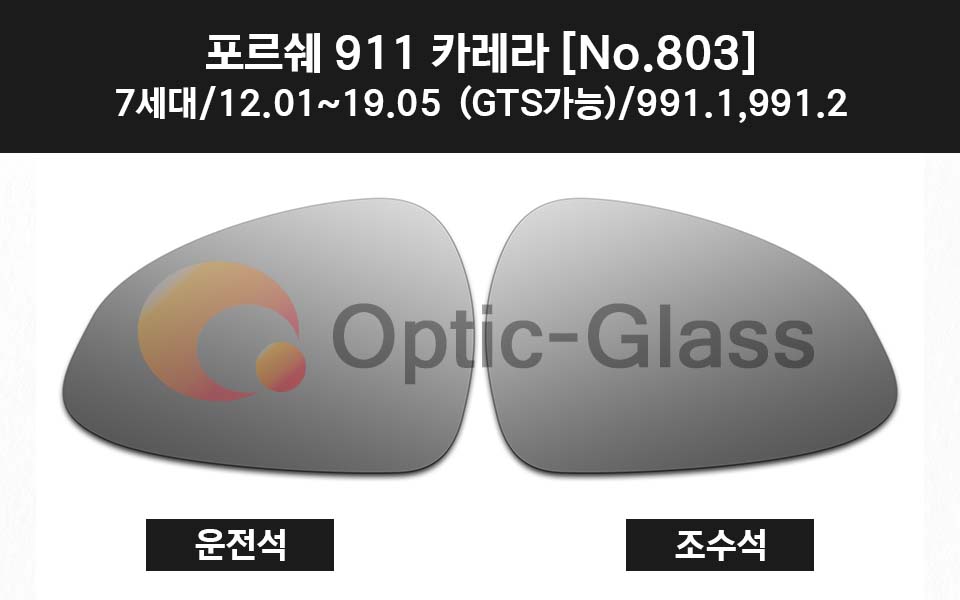 포르쉐 911 카레라 [No.803]
7세대/12.01~19.05 (GTS가능)/991.1,991.2
Optic-Glass
운전석
조수석